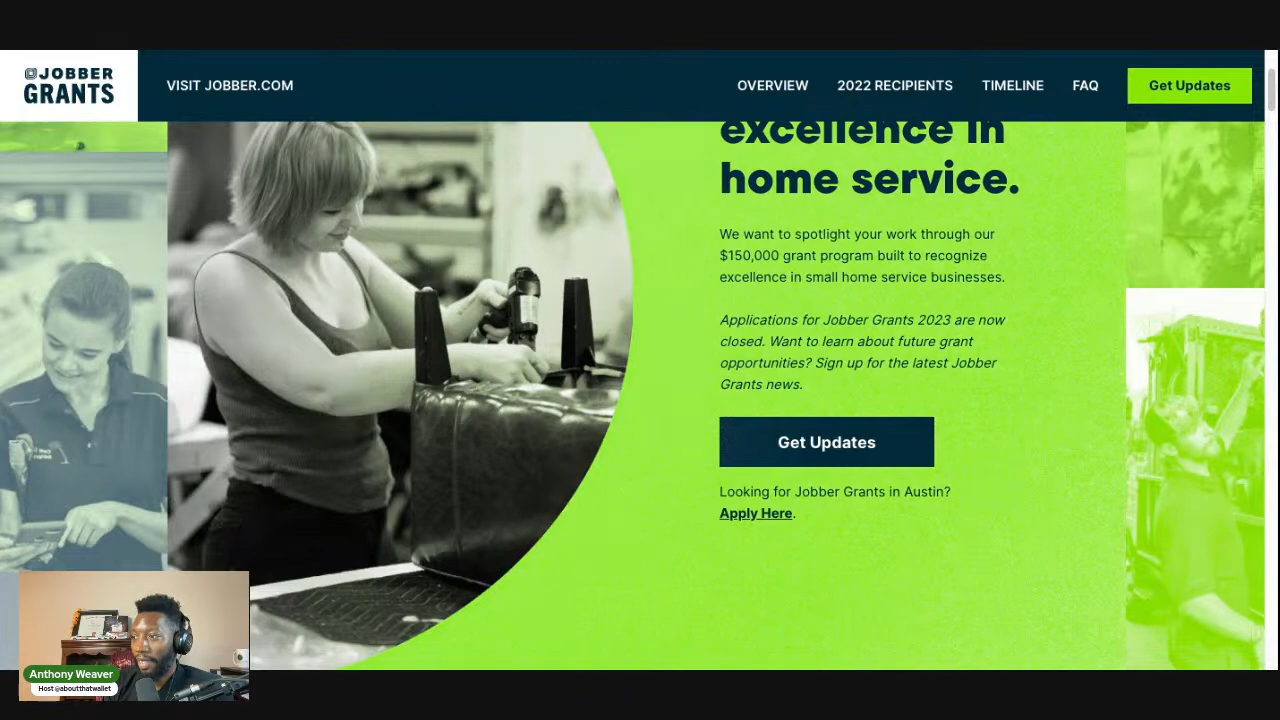 JOBBER
GRANTS
VISIT JOBBER.COM
OVERVIEW
2022 RECIPIENTS
TIMELINE
FAQ
Get Updates
excellence in
home service.
We want to spotlight your work through our
$150,000 grant program built to recognize
excellence in small home service businesses.
Applications for Jobber Grants 2023 are now
closed. Want to learn about future grant
opportunities? Sign up for the latest Jobber
Grants news.
Get Updates
Looking for Jobber Grants in Austin?
Apply Here.
Anthony Weaver
Host @aboutthatwallet